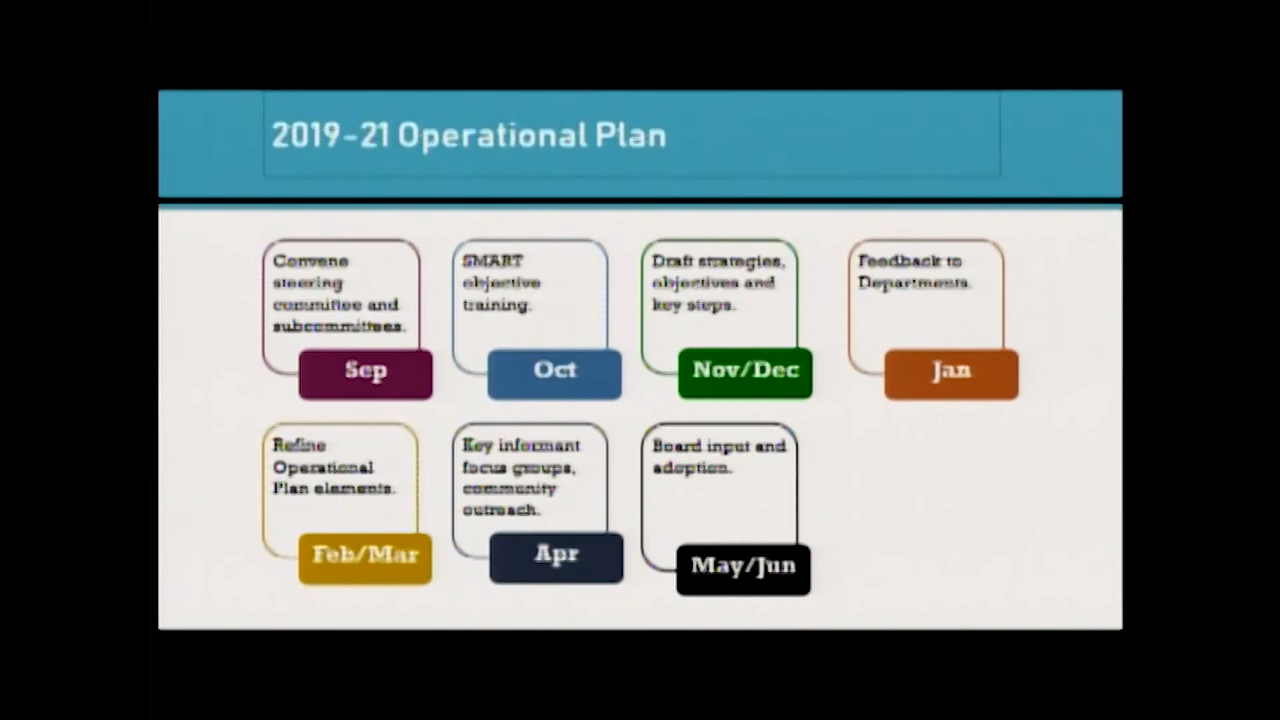 2019-21 Operational Plan
Convene
steering
committee and
subcommittees.
Sep
SMART
objective
training.
Oct
Draft strategies,
objectives and
key steps.
Nov/Dec
Feedback to
Departments.
Jan
Refine
Operational
Plan elements.
Feb/Mar
Key informant
focus groups,
community
outreach.
Apr
Board input and
adoption.
May/Jun